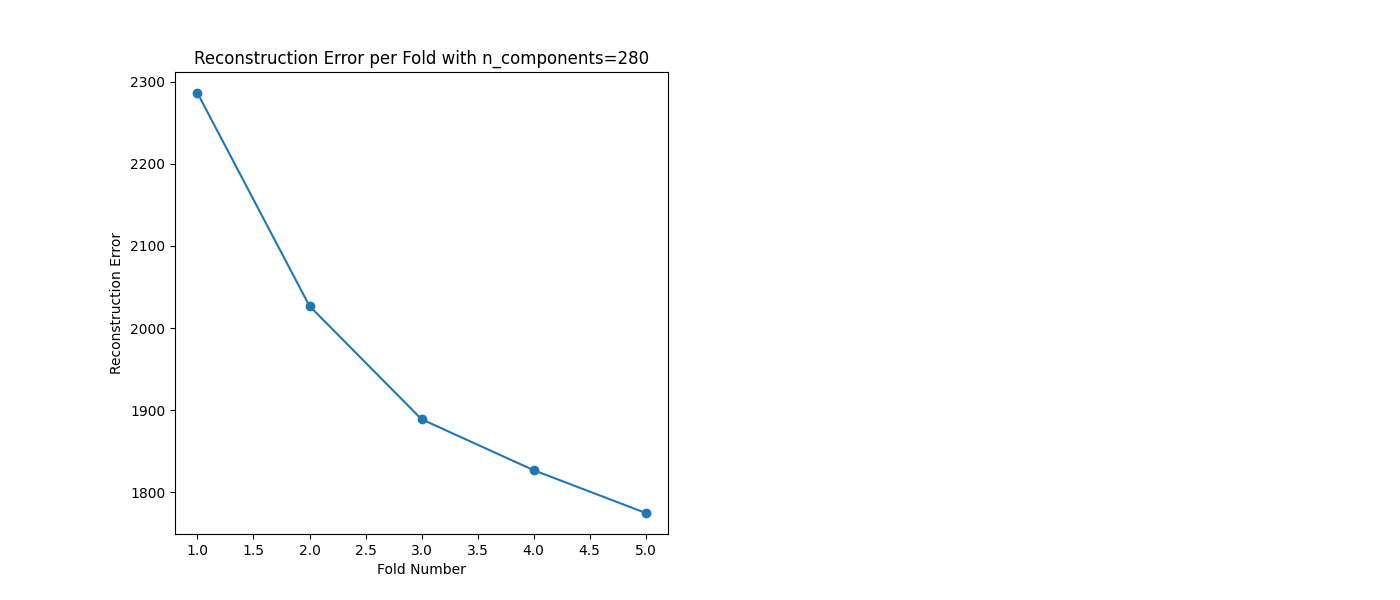 Reconstruction Error per Fold with n_components=280
2300
2200
2100
2000
1900
1800
Reconstruction Error
1.0 1.5 2.0 2.5 3.0 3.5 4.0 4.5 5.0
Fold Number